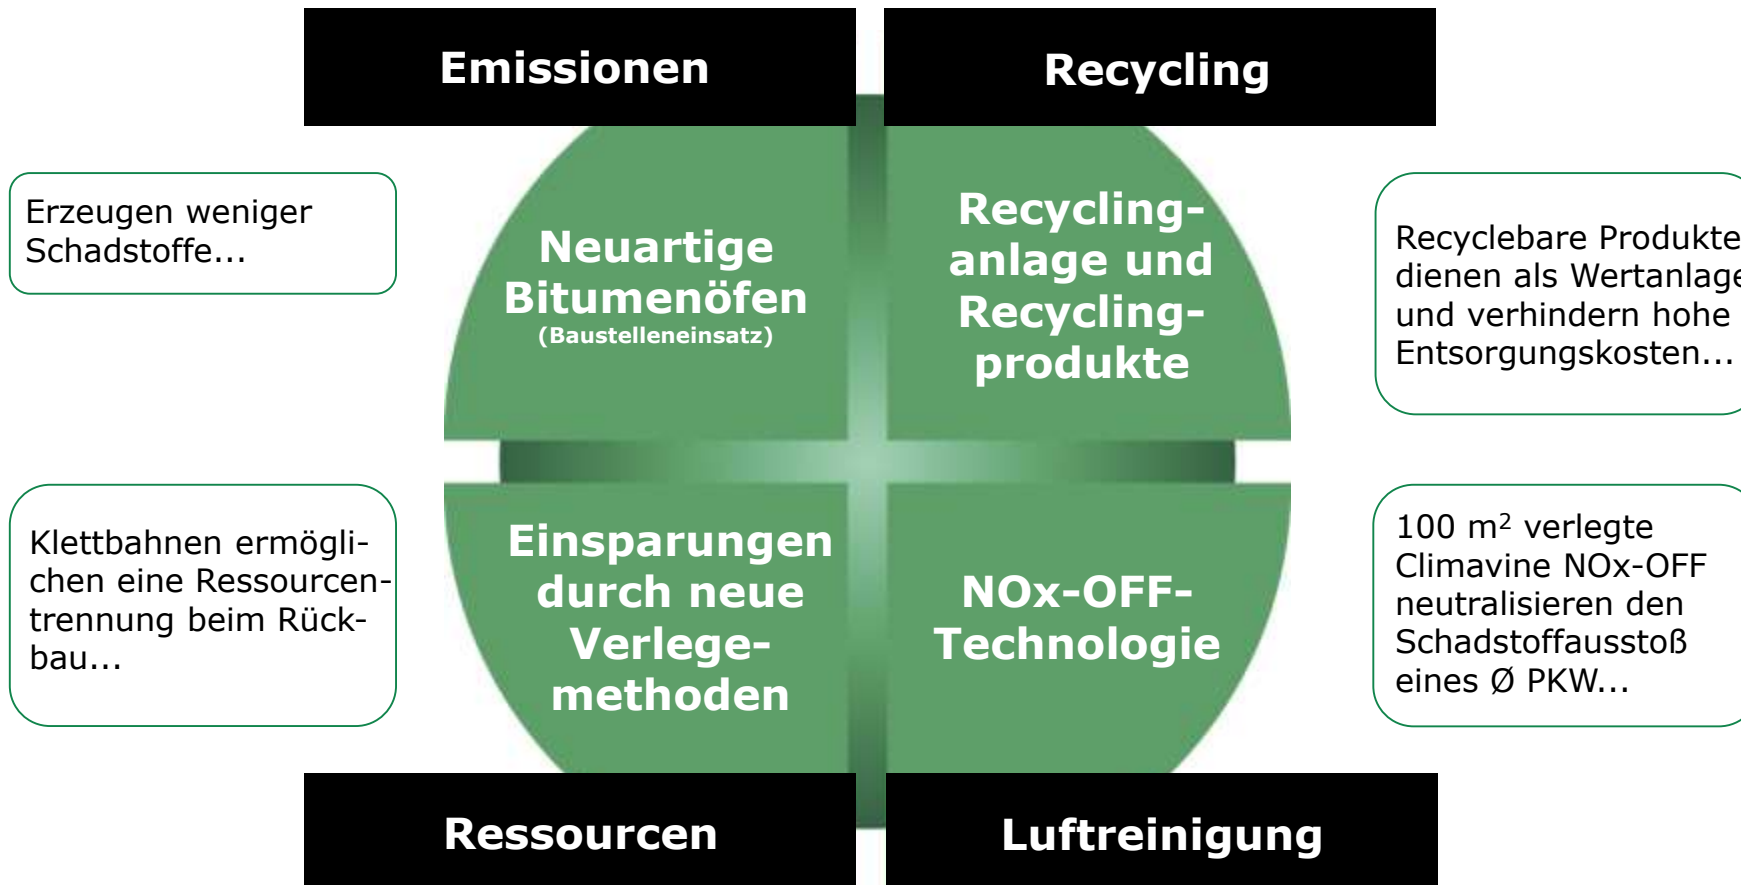 Emissionen
Recycling
Erzeugen weniger
Schadstoffe...
Neuartige
Bitumenöfen
(Baustelleneinsatz)
Recycling-
anlage und
Recycling-
produkte
Recyclebare Produkte
dienen als Wertanlage
und verhindern hohe
Entsorgungskosten...
Klettbahnen ermögli-
chen eine Ressourcen-
trennung beim Rück-
bau...
Einsparungen
durch neue
Verlege-
methoden
NOx-OFF-
Technologie
100 m² verlegte
Climavine NOx-OFF
neutralisieren den
Schadstoffausstoß
eines Ø PKW...
Ressourcen
Luftreinigung